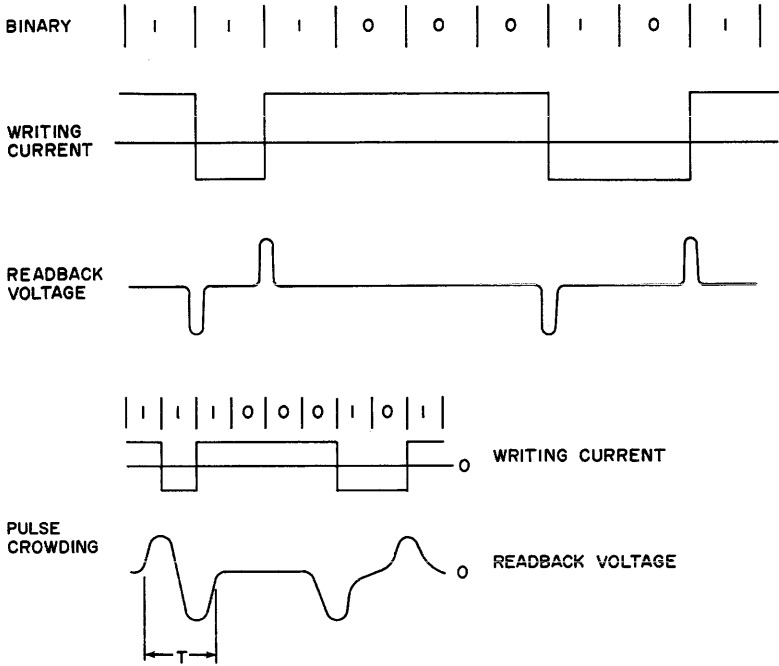 BINARY | 1 | 1 | 1 | 0 | 0 | 0 | 1 | 0 | 1 |
WRITING
CURRENT
READBACK
VOLTAGE
| 1 | 1 | 1 | 0 | 0 | 0 | 1 | 0 | 1 |
0 WRITING CURRENT
PULSE
CROWDING
0 READBACK VOLTAGE
T